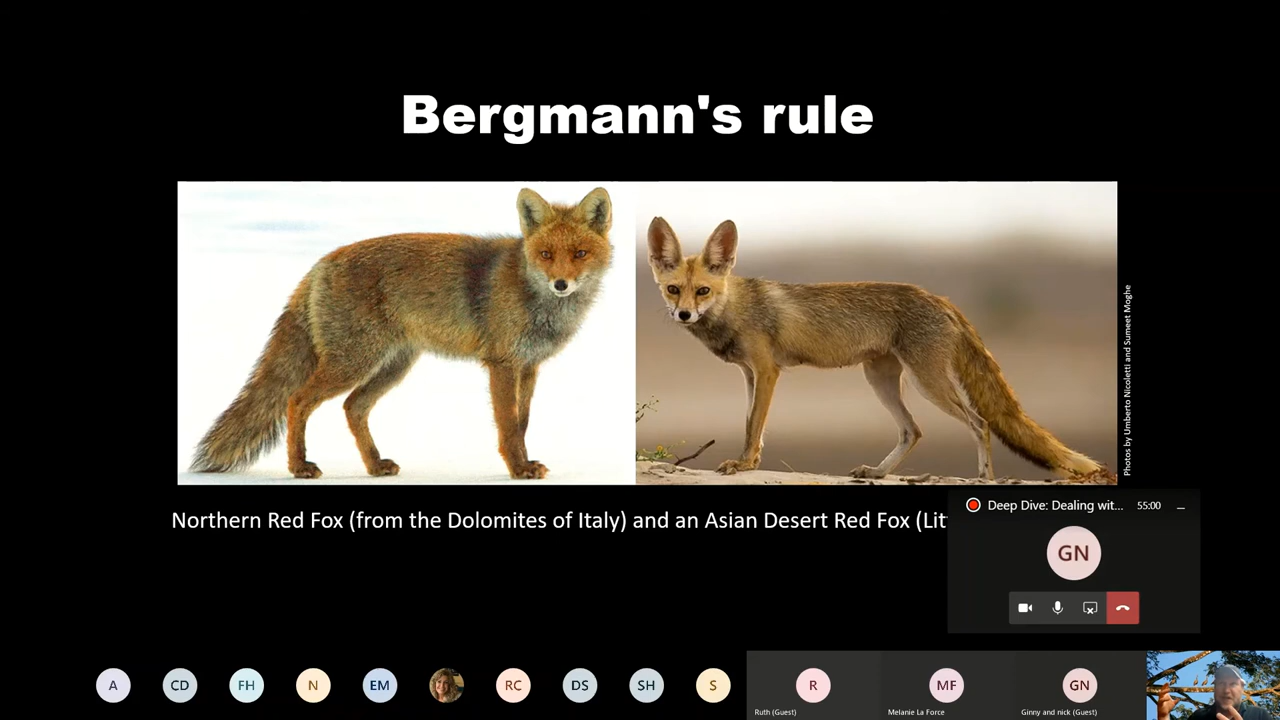 Bergmann's rule
Photos by Umberto Nicoletti and Sumeet Moghe
Northern Red Fox (from the Dolomites of Italy) and an Asian Desert Red Fox (Lit
Deep Dive: Dealing wit... 55:00
GN
A CD FH N EM RC DS SH S R MF GN
Ruth (Guest) Melanie La Force Ginny and nick (Guest)